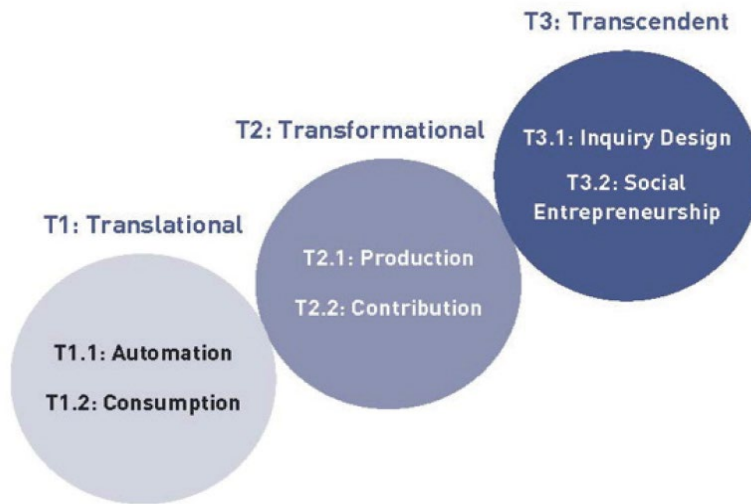 T3: Transcendent
T3.1: Inquiry Design
T3.2: Social
Entrepreneurship
T2: Transformational
T2.1: Production
T2.2: Contribution
T1: Translational
T1.1: Automation
T1.2: Consumption